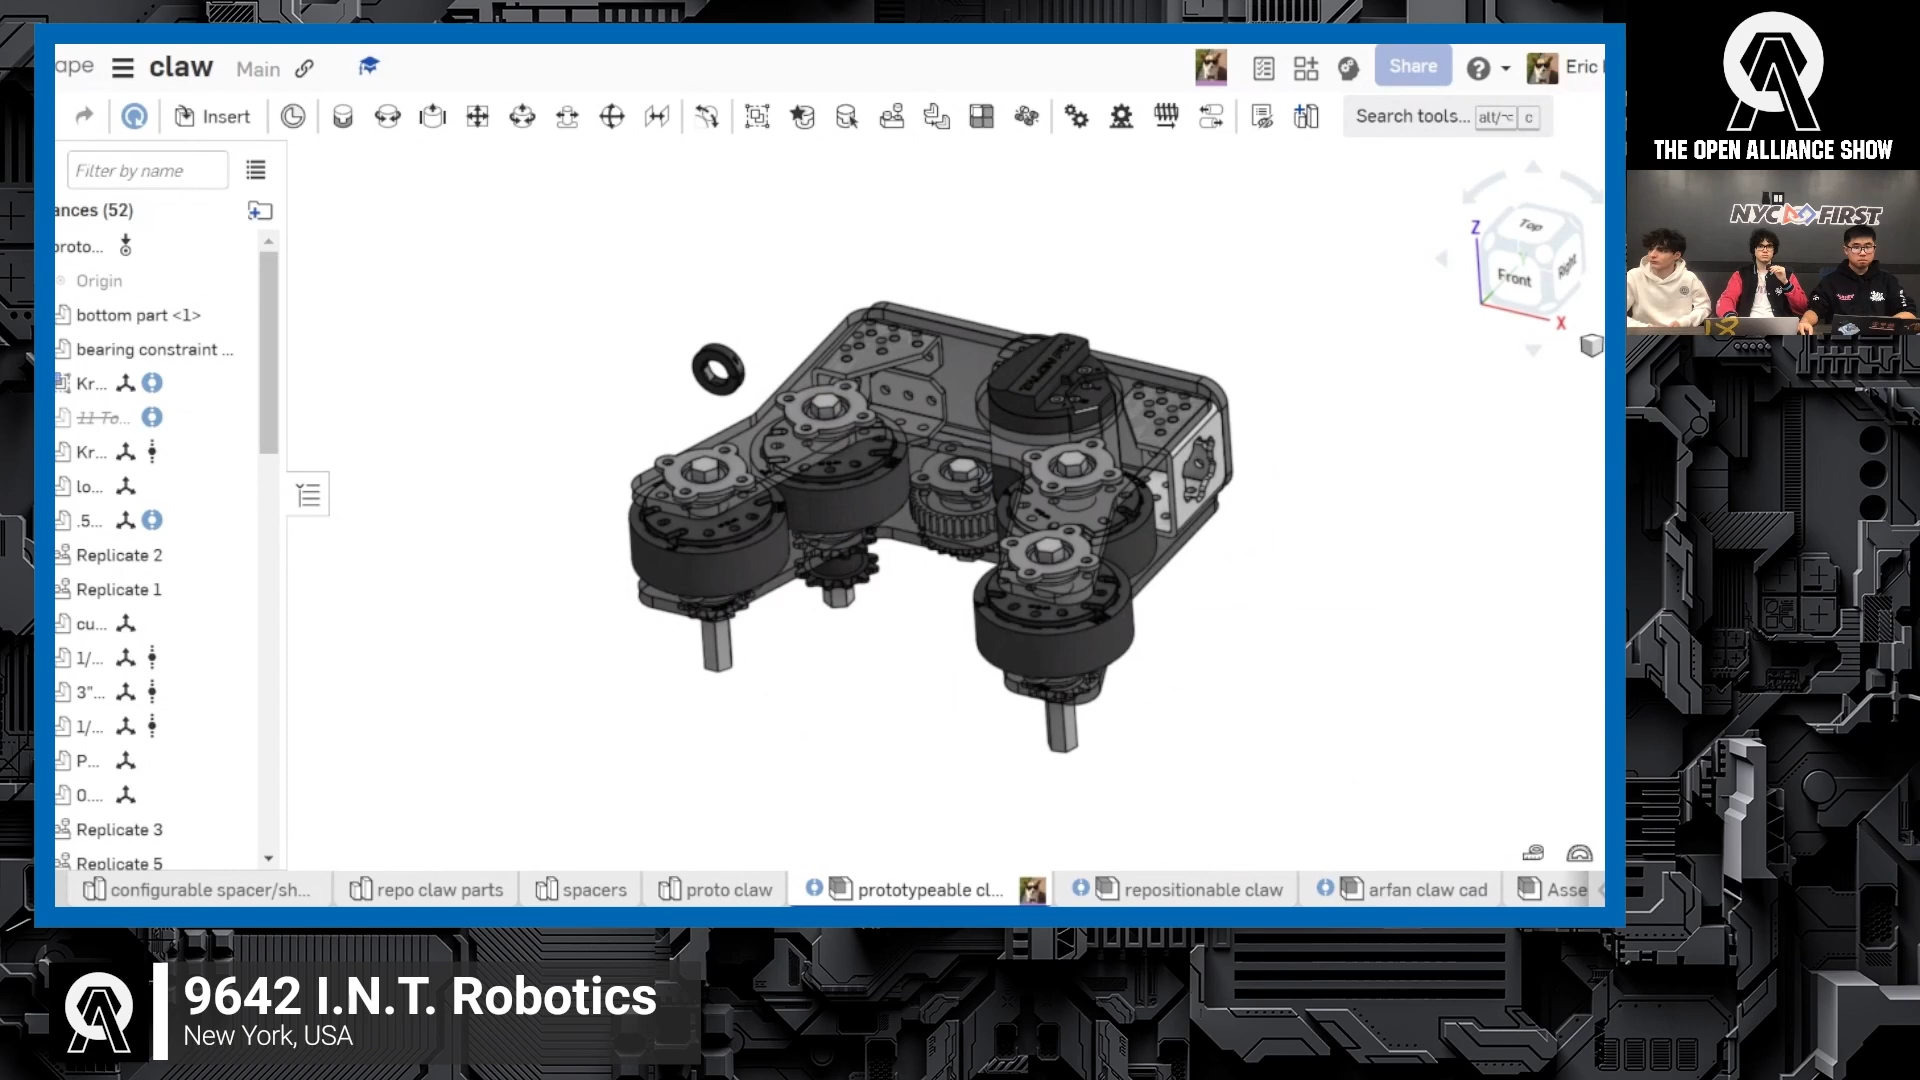 ape claw Main Share Eric
Insert Search tools... alt/⌥ c
Filter by name
ances (52)
proto...
Origin
bottom part <1>
bearing constraint ...
Kr...
11 To...
Kr...
lo...
.5...
Replicate 2
Replicate 1
cu...
1/...
3"...
1/...
P...
0....
Replicate 3
Replicate 5
Z
Top
Front
Right
X
configurable spacer/sh... repo claw parts spacers proto claw prototypeable cl... repositionable claw arfan claw cad Asse
THE OPEN ALLIANCE SHOW
NYC FIRST
9642 I.N.T. Robotics
New York, USA